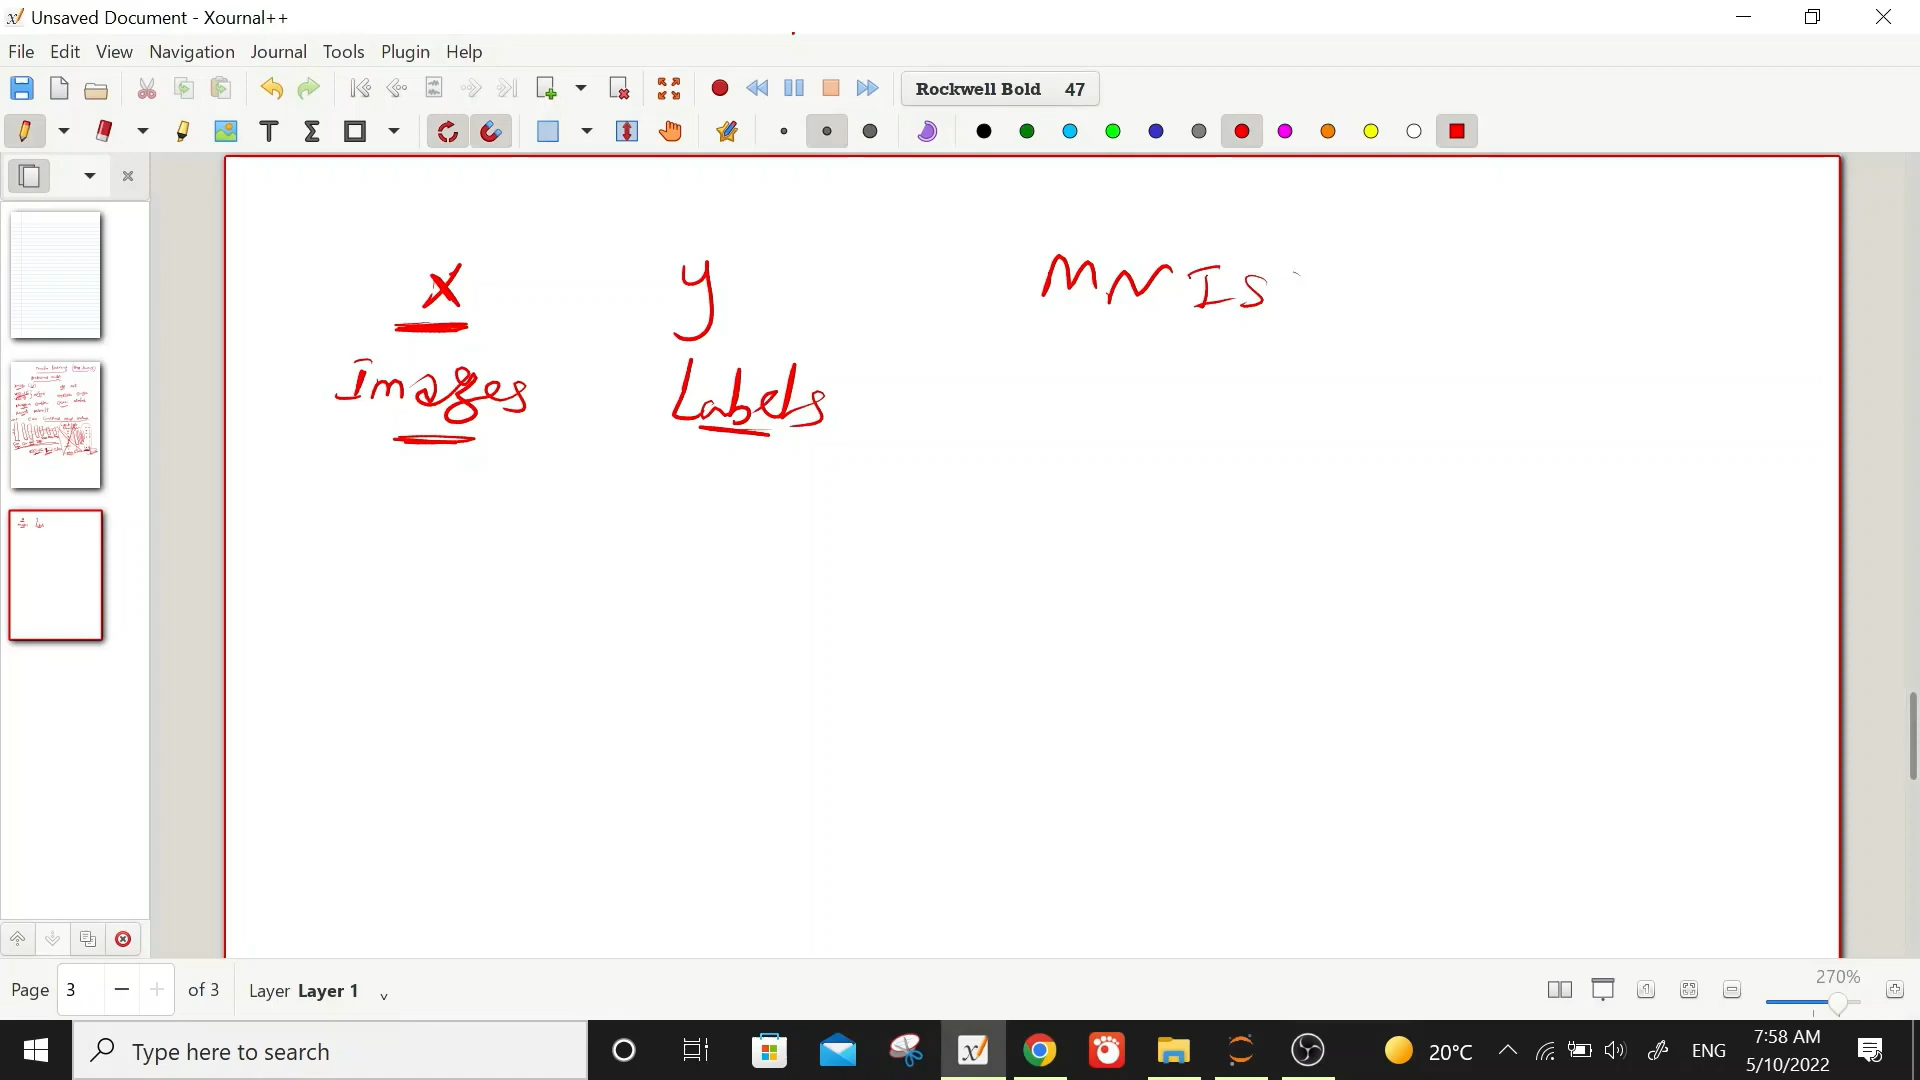 Unsaved Document - Xournal++
File Edit View Navigation Journal Tools Plugin Help
Rockwell Bold 47
x y MNIS
Images Labels
Page 3 of 3 Layer Layer 1
270%
Type here to search
20°C ENG 7:58 AM
5/10/2022